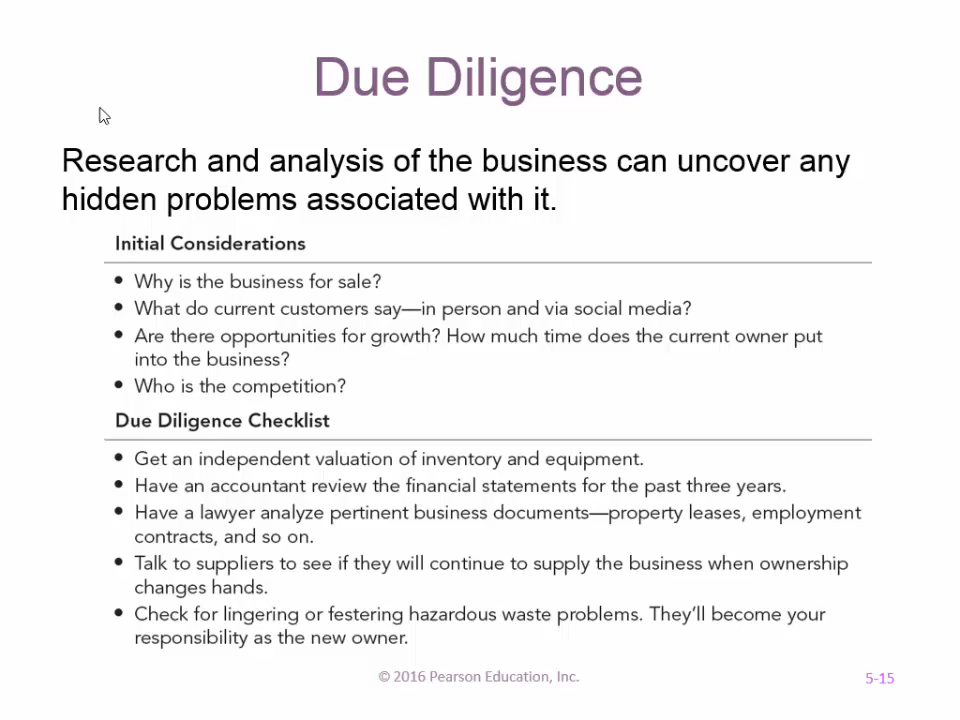 Due Diligence
Research and analysis of the business can uncover any
hidden problems associated with it.
Initial Considerations
• Why is the business for sale?
• What do current customers say—in person and via social media?
• Are there opportunities for growth? How much time does the current owner put
into the business?
• Who is the competition?
Due Diligence Checklist
• Get an independent valuation of inventory and equipment.
• Have an accountant review the financial statements for the past three years.
• Have a lawyer analyze pertinent business documents—property leases, employment
contracts, and so on.
• Talk to suppliers to see if they will continue to supply the business when ownership
changes hands.
• Check for lingering or festering hazardous waste problems. They’ll become your
responsibility as the new owner.
© 2016 Pearson Education, Inc.
5-15